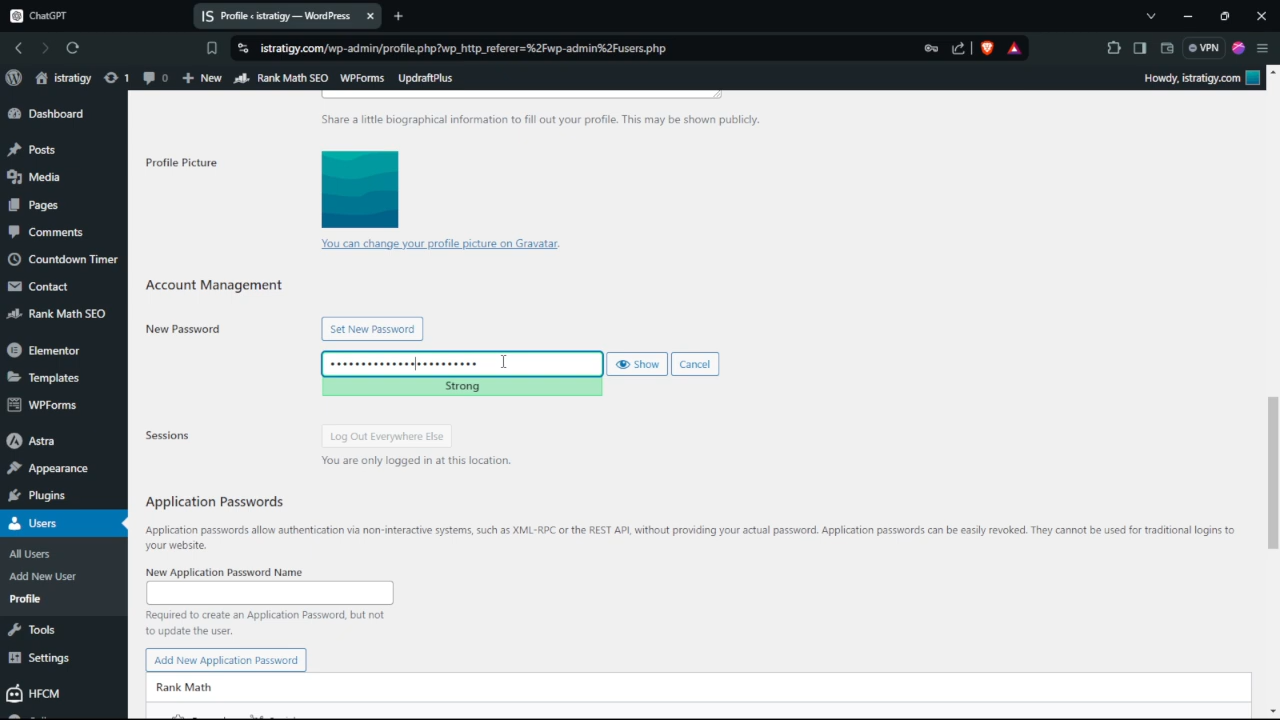 ChatGPT
IS Profile ‹ istratigy — WordPress
istratigy.com/wp-admin/profile.php?wp_http_referer=%2Fwp-admin%2Fusers.php
VPN
istratigy 1 0 New Rank Math SEO WPForms UpdraftPlus Howdy, istratigy.com
Dashboard
Posts
Media
Pages
Comments
Countdown Timer
Contact
Rank Math SEO
Elementor
Templates
WPForms
Astra
Appearance
Plugins
Users
All Users
Add New User
Profile
Tools
Settings
HFCM
Share a little biographical information to fill out your profile. This may be shown publicly.
Profile Picture
You can change your profile picture on Gravatar.
Account Management
New Password
Set New Password
••••••••••••••••••••••••
Show
Cancel
Strong
Sessions
Log Out Everywhere Else
You are only logged in at this location.
Application Passwords
Application passwords allow authentication via non-interactive systems, such as XML-RPC or the REST API, without providing your actual password. Application passwords can be easily revoked. They cannot be used for traditional logins to
your website.
New Application Password Name
Required to create an Application Password, but not
to update the user.
Add New Application Password
Rank Math